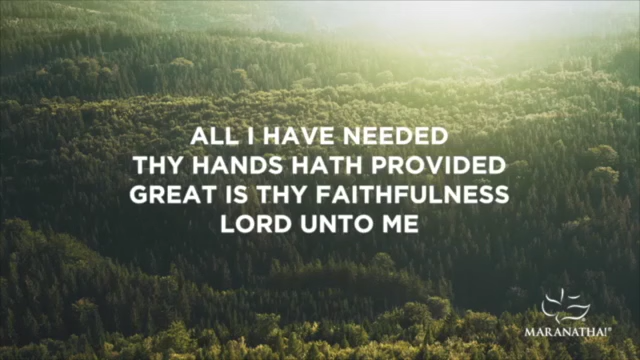 ALL I HAVE NEEDED
THY HANDS HATH PROVIDED
GREAT IS THY FAITHFULNESS
LORD UNTO ME
MARANATHA!®